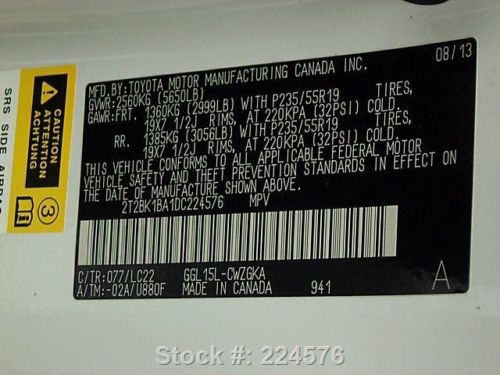 MFD. BY: TOYOTA MOTOR MANUFACTURING CANADA INC. 08/13
GVWR: 2560KG (5650LB)
GAWR: FRT. 1360KG (2999LB) WITH P235/55R19 TIRES,
19X7 1/2J RIMS, AT 220KPA (32PSI) COLD.
RR. 1385KG (3056LB) WITH P235/55R19 TIRES,
19X7 1/2J RIMS, AT 220KPA (32PSI) COLD.
THIS VEHICLE CONFORMS TO ALL APPLICABLE FEDERAL MOTOR
VEHICLE SAFETY AND THEFT PREVENTION STANDARDS IN EFFECT ON
THE DATE OF MANUFACTURE SHOWN ABOVE.
2T2BK1BA1DC224576 MPV
C/TR: 077/LC22 GGL15L-CWZGKA
A/TM: -02A/U880F MADE IN CANADA 941 A
CAUTION
ATTENTION
ACHTUNG
3
SRS SIDE
Stock #: 224576